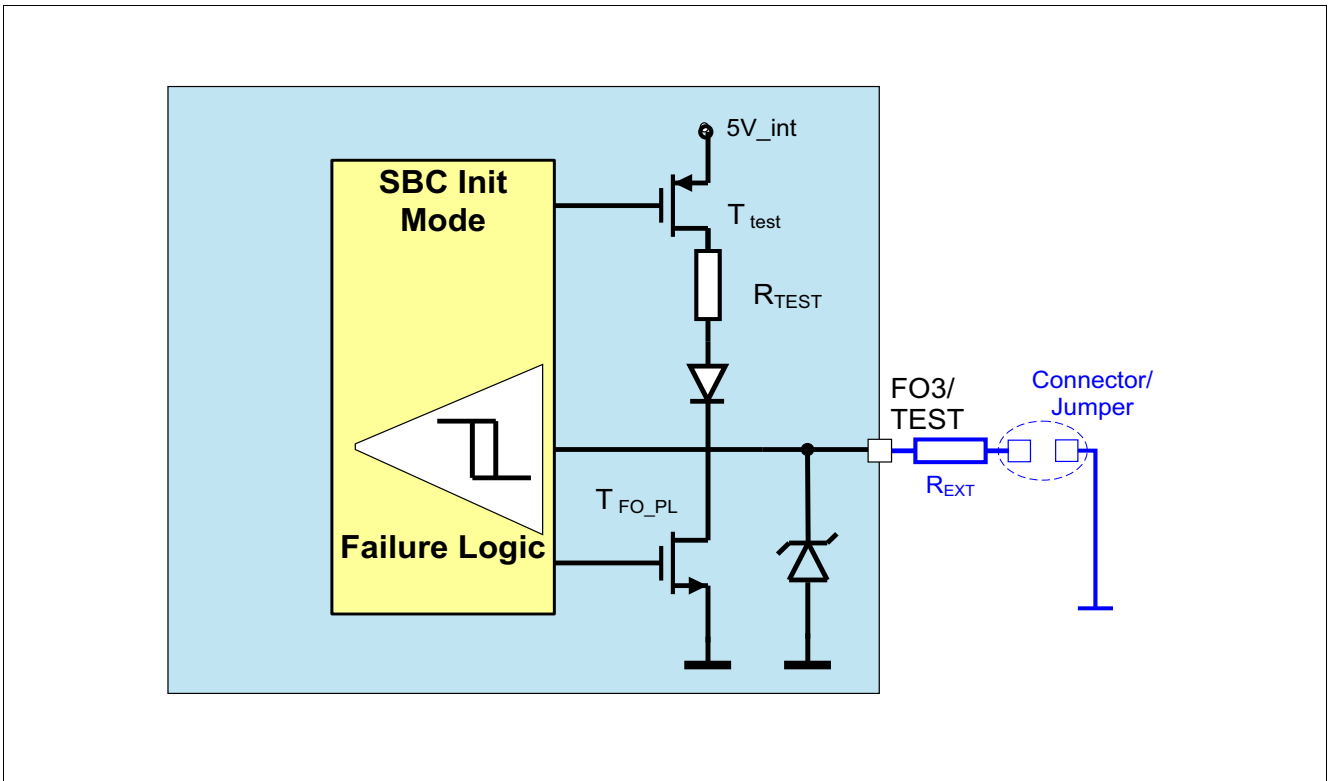 5V_int
SBC Init
Mode
T test
RTEST
FO3/
TEST
Connector/
Jumper
REXT
T FO_PL
Failure Logic